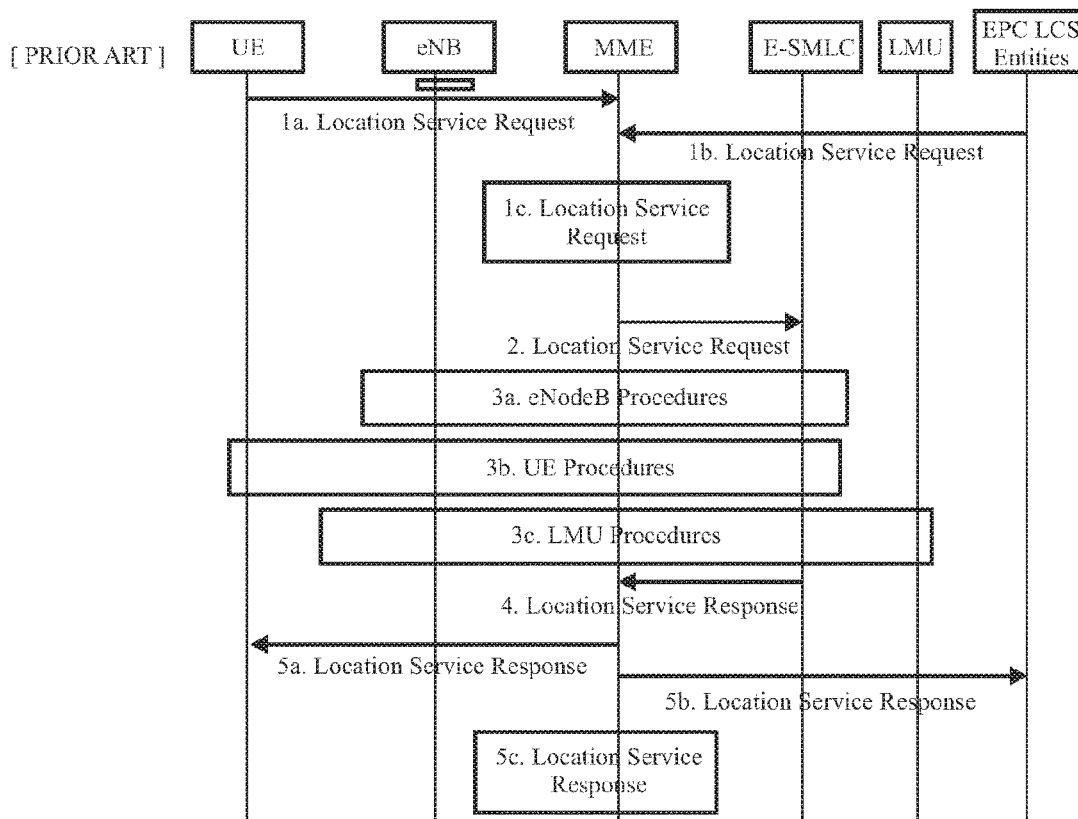 [ PRIOR ART ]
UE
eNB
MME
E-SMLC
LMU
EPC LCS
Entities
1a. Location Service Request
1b. Location Service Request
1c. Location Service
Request
2. Location Service Request
3a. eNodeB Procedures
3b. UE Procedures
3c. LMU Procedures
4. Location Service Response
5a. Location Service Response
5b. Location Service Response
5c. Location Service
Response